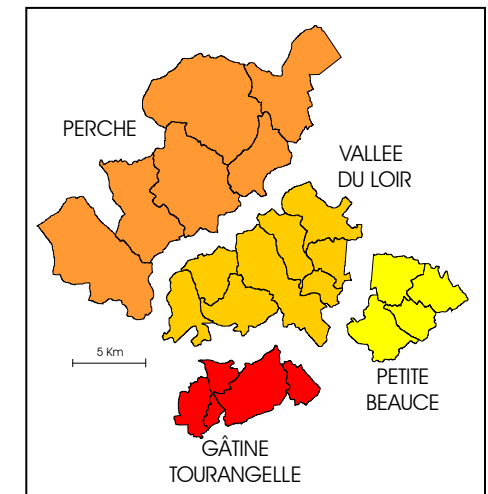 PERCHE
VALLEE
DU LOIR
5 Km
PETITE
BEAUCE
GÂTINE
TOURANGELLE